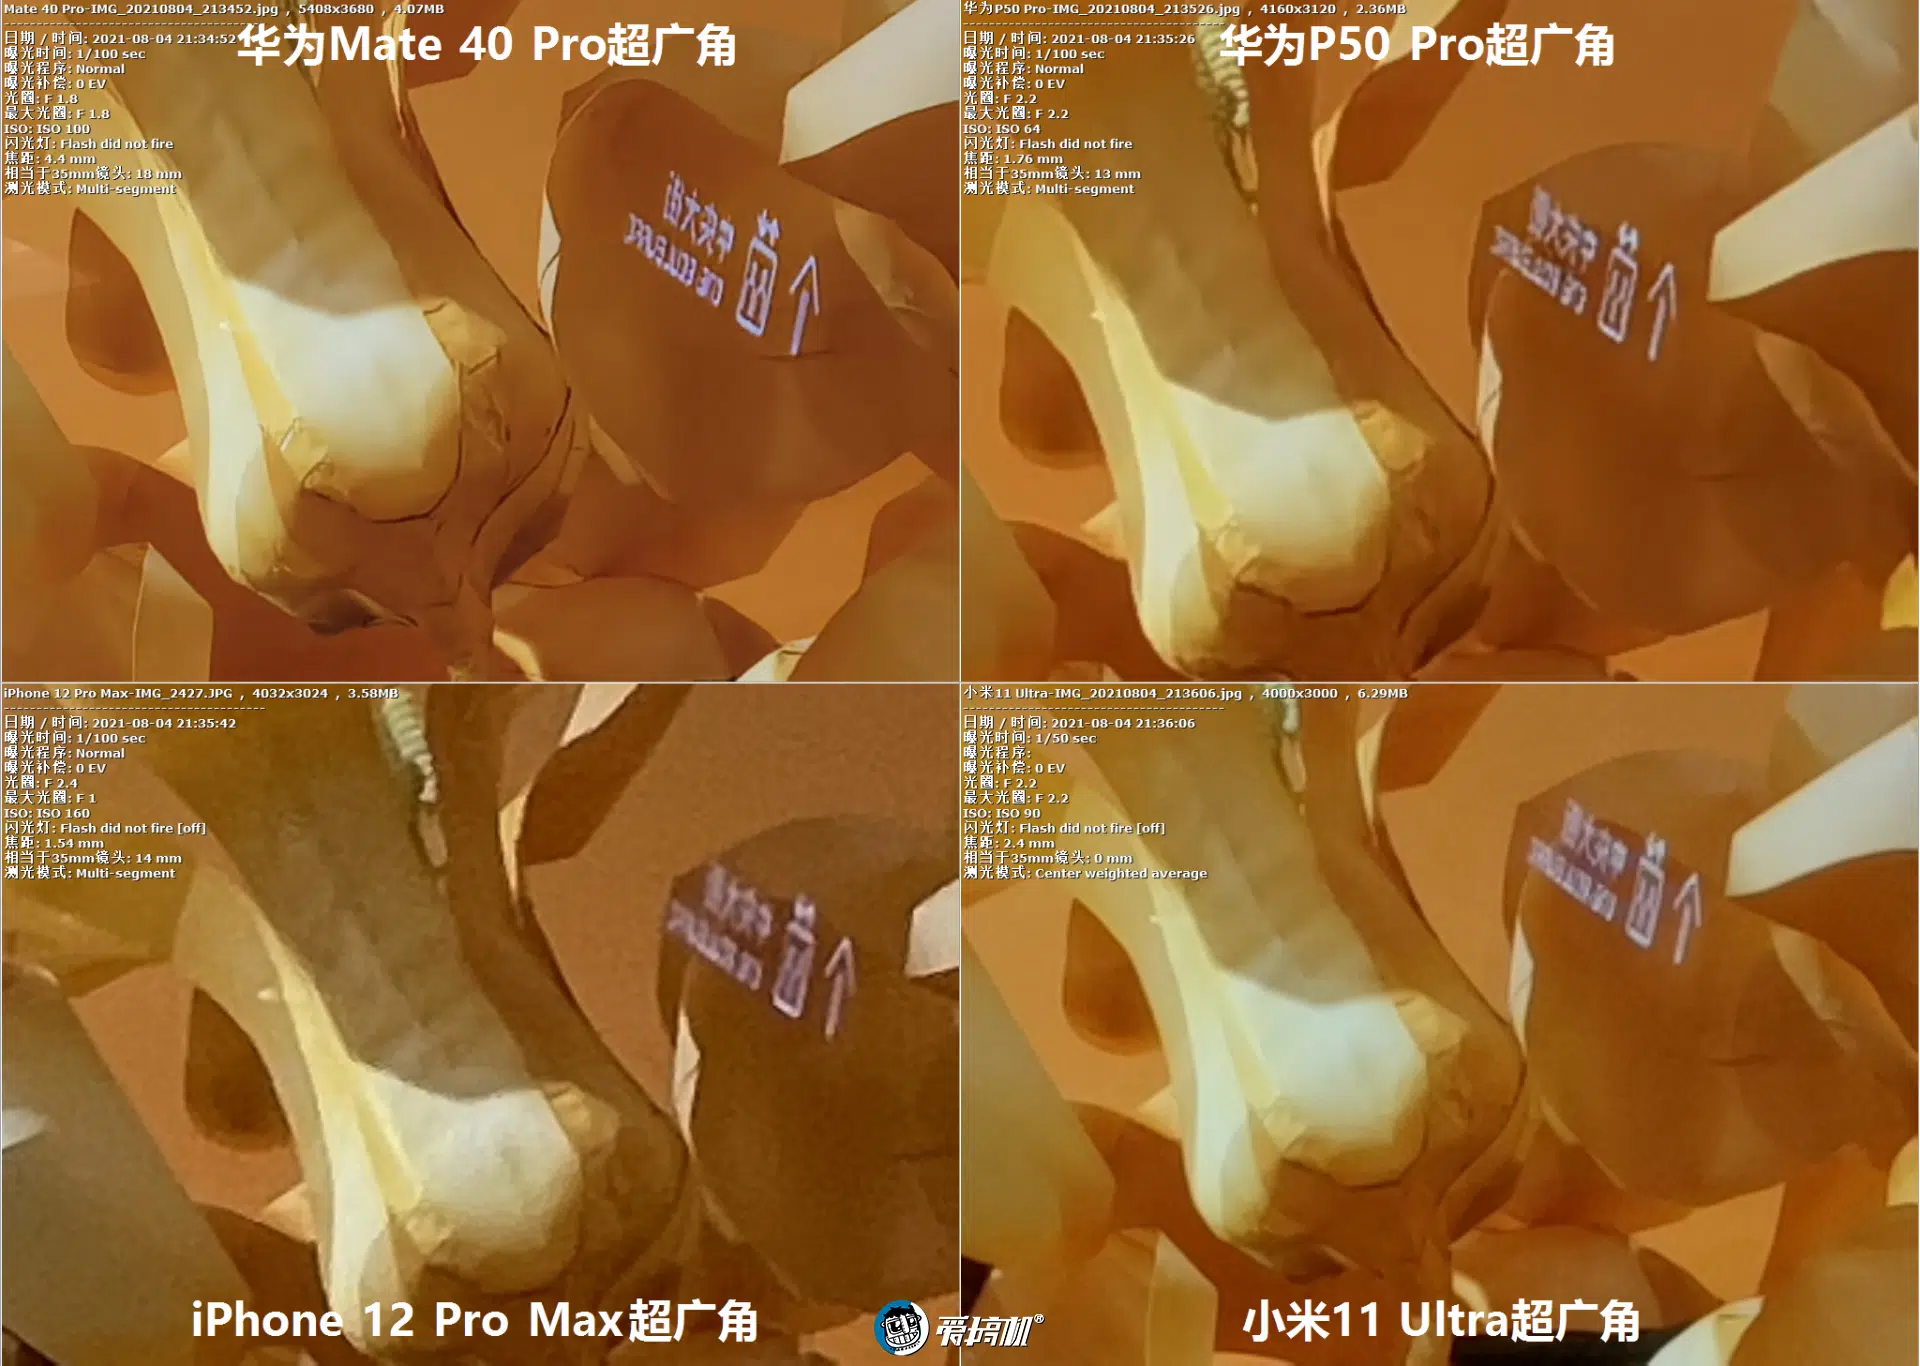 Mate 40 Pro-IMG_20210804_213452.jpg , 5408x3680 , 4.07MB
日期 / 时间: 2021-08-04 21:34:52
曝光时间: 1/100 sec
曝光程序: Normal
曝光补偿: 0 EV
光圈: F 1.8
最大光圈: F 1.8
ISO: ISO 100
闪光灯: Flash did not fire
焦距: 4.4 mm
相当于35mm镜头: 18 mm
测光模式: Multi-segment
华为Mate 40 Pro超广角
华为P50 Pro-IMG_20210804_213526.jpg , 4160x3120 , 2.36MB
日期 / 时间: 2021-08-04 21:35:26
曝光时间: 1/100 sec
曝光程序: Normal
曝光补偿: 0 EV
光圈: F 2.2
最大光圈: F 2.2
ISO: ISO 64
闪光灯: Flash did not fire
焦距: 1.76 mm
相当于35mm镜头: 13 mm
测光模式: Multi-segment
华为P50 Pro超广角
iPhone 12 Pro Max-IMG_2427.JPG , 4032x3024 , 3.58MB
日期 / 时间: 2021-08-04 21:35:42
曝光时间: 1/100 sec
曝光程序: Normal
曝光补偿: 0 EV
光圈: F 2.4
最大光圈: F 1
ISO: ISO 160
闪光灯: Flash did not fire [off]
焦距: 1.54 mm
相当于35mm镜头: 14 mm
测光模式: Multi-segment
iPhone 12 Pro Max超广角
小米11 Ultra-IMG_20210804_213606.jpg , 4000x3000 , 6.29MB
日期 / 时间: 2021-08-04 21:36:06
曝光时间: 1/50 sec
曝光程序:
曝光补偿: 0 EV
光圈: F 2.2
最大光圈: F 2.2
ISO: ISO 90
闪光灯: Flash did not fire [off]
焦距: 2.4 mm
相当于35mm镜头: 0 mm
测光模式: Center weighted average
小米11 Ultra超广角
爱搞机®